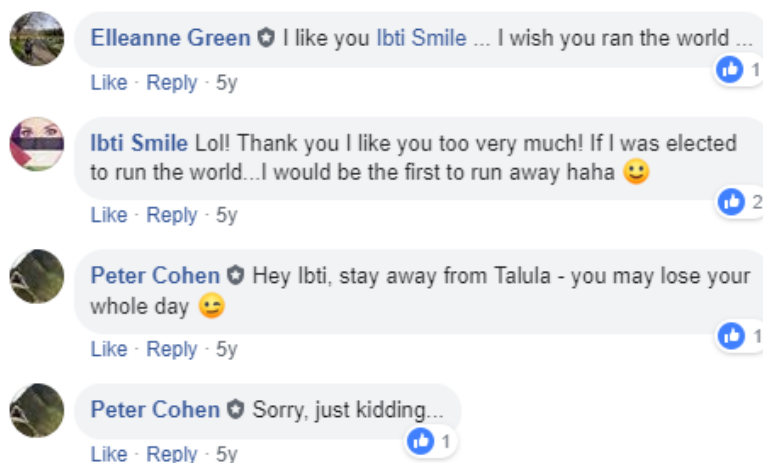 Elleanne Green I like you Ibti Smile ... I wish you ran the world ...
1
Like · Reply · 5y
Ibti Smile Lol! Thank you I like you too very much! If I was elected
to run the world...I would be the first to run away haha 🙂
2
Like · Reply · 5y
Peter Cohen Hey Ibti, stay away from Talula - you may lose your
whole day 😉
1
Like · Reply · 5y
Peter Cohen Sorry, just kidding...
1
Like · Reply · 5y